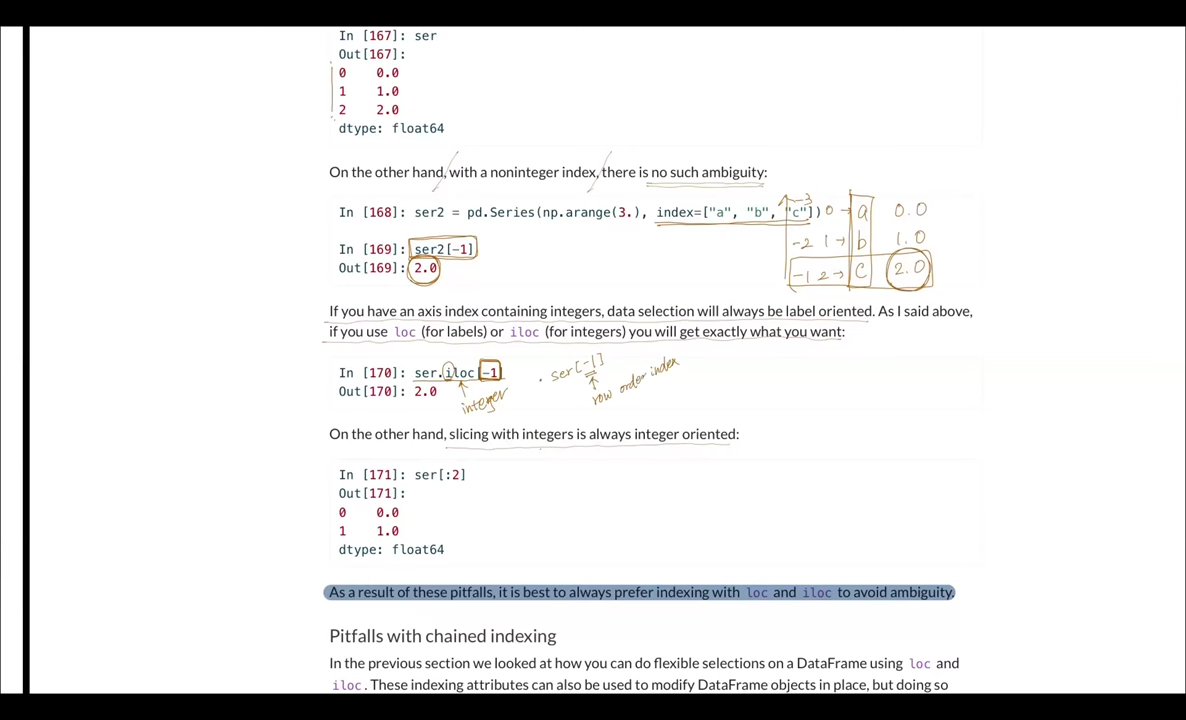 In [167]: ser
Out[167]:
0 0.0
1 1.0
2 2.0
dtype: float64
On the other hand, with a noninteger index, there is no such ambiguity:
In [168]: ser2 = pd.Series(np.arange(3.), index=["a", "b", "c"])
-3
0 → a 0.0
-2 1 → b 1.0
-1 2 → c 2.0
In [169]: ser2[-1]
Out[169]: 2.0
If you have an axis index containing integers, data selection will always be label oriented. As I said above,
if you use loc (for labels) or iloc (for integers) you will get exactly what you want:
In [170]: ser.iloc[-1]
Out[170]: 2.0
integer
. ser[-1]
row order index
On the other hand, slicing with integers is always integer oriented:
In [171]: ser[:2]
Out[171]:
0 0.0
1 1.0
dtype: float64
As a result of these pitfalls, it is best to always prefer indexing with loc and iloc to avoid ambiguity.
Pitfalls with chained indexing
In the previous section we looked at how you can do flexible selections on a DataFrame using loc and
iloc. These indexing attributes can also be used to modify DataFrame objects in place, but doing so